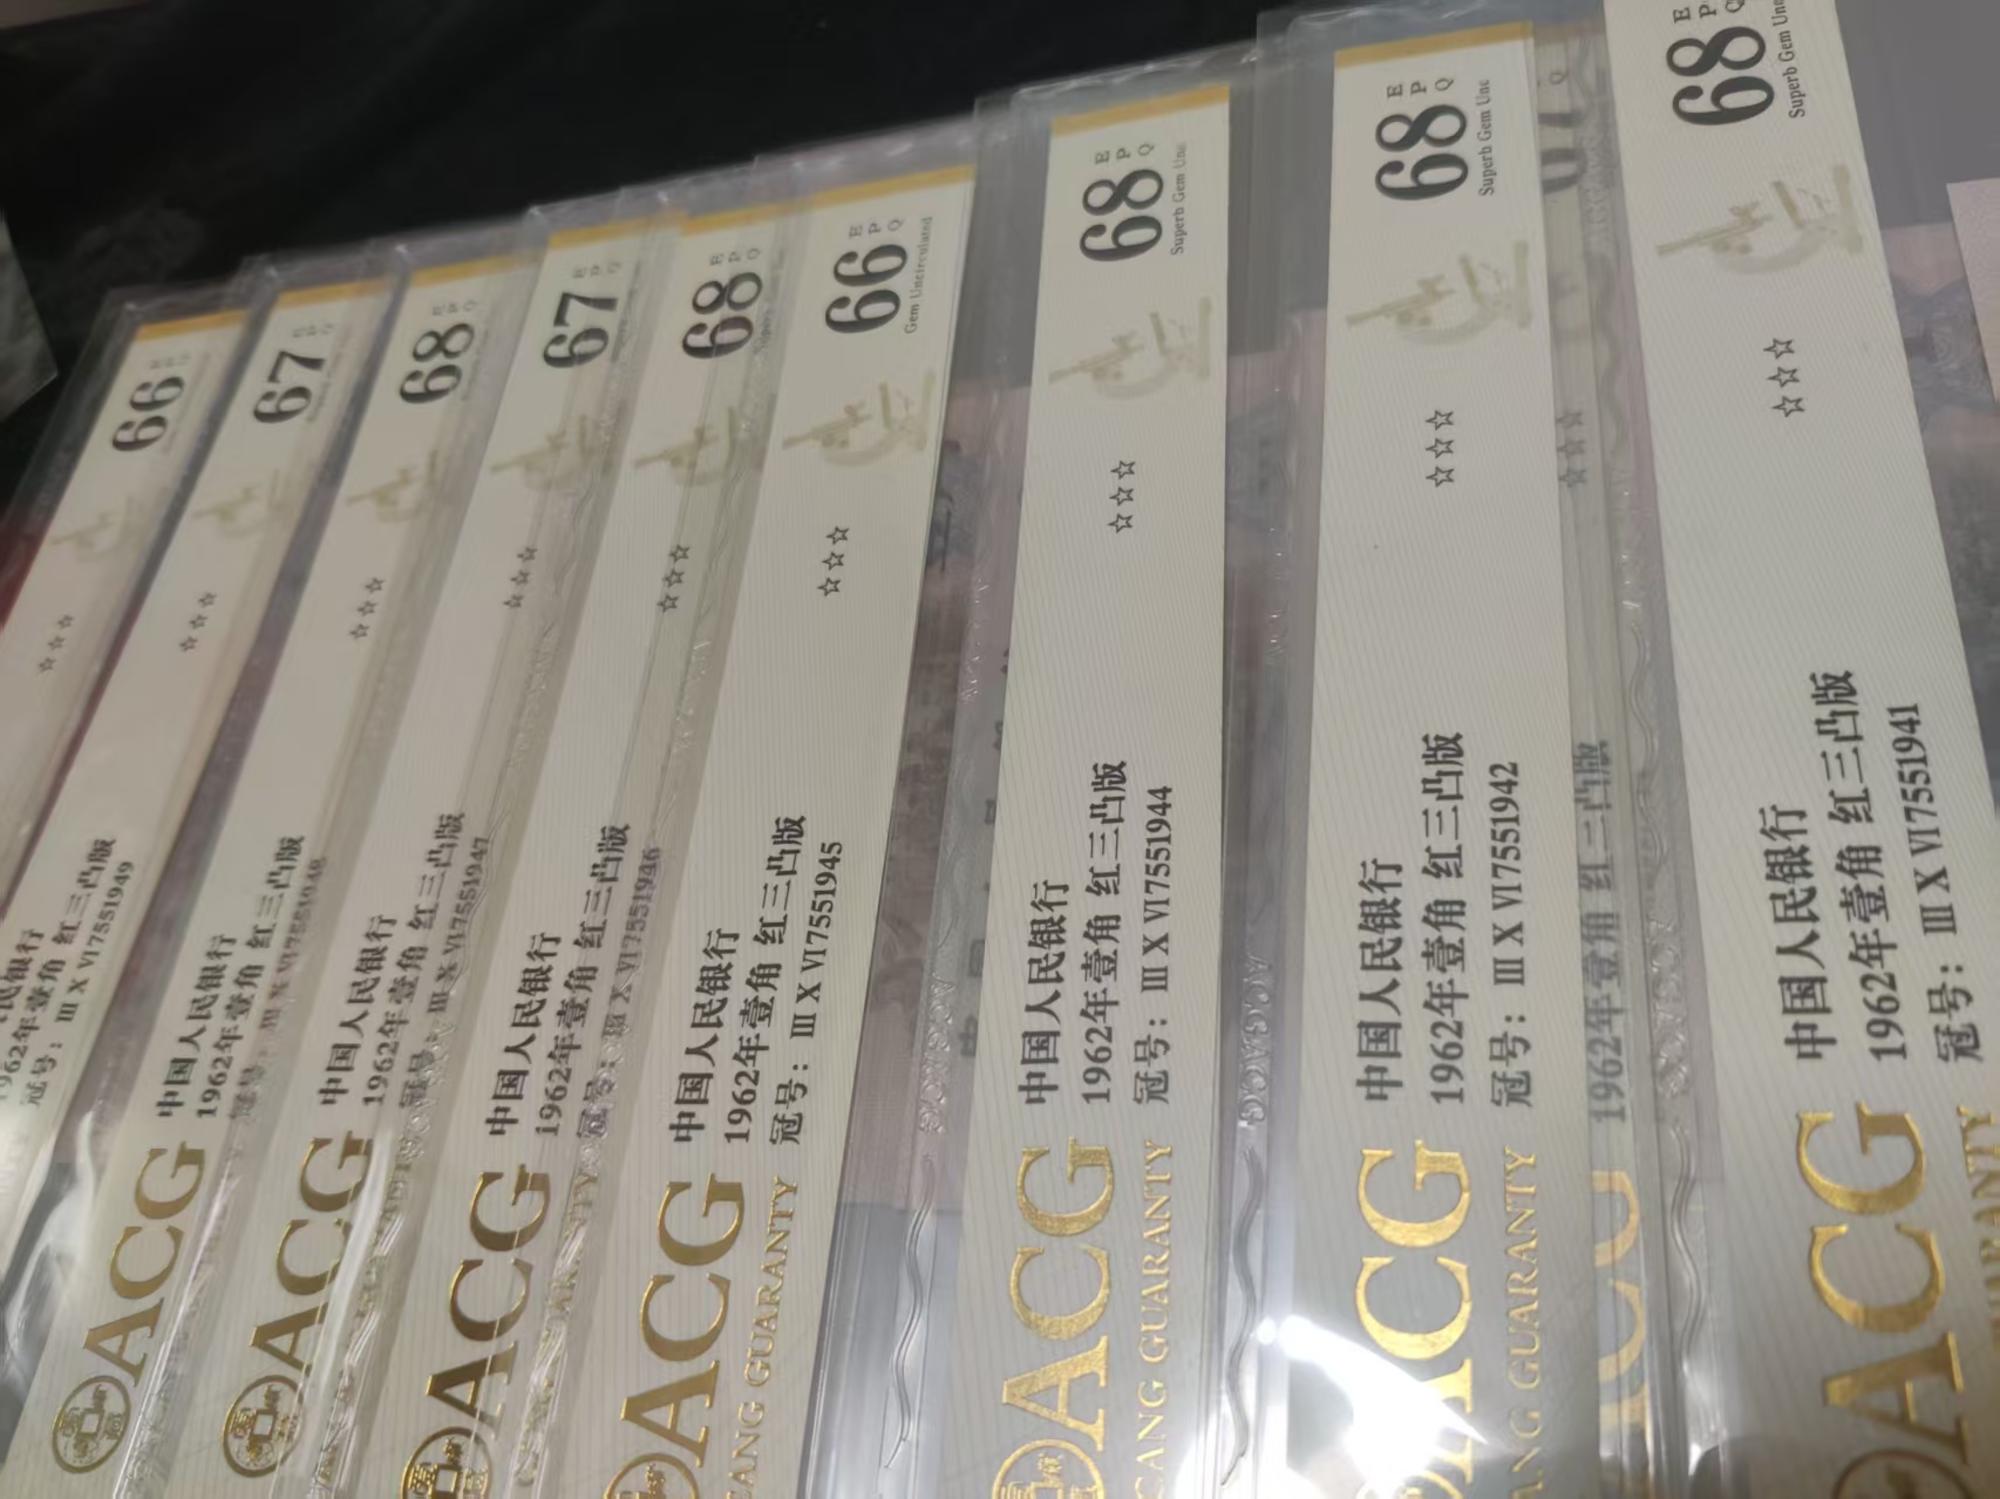 66 E P Q
☆☆☆
民银行
1962年壹角 红三凸版
冠号：Ⅲ Ⅹ Ⅵ7551949
67 E P Q
☆☆☆
中国人民银行
1962年壹角 红三凸版
冠号：Ⅲ Ⅹ Ⅵ7551948
ACG
68 E P Q
☆☆☆
中国人民银行
1962年壹角 红三凸版
冠号：Ⅲ Ⅹ Ⅵ7551947
ACG
67 E P Q
☆☆☆
中国人民银行
1962年壹角 红三凸版
冠号：Ⅲ Ⅹ Ⅵ7551946
ACG
68 E P Q
☆☆☆
66 E P Q
Gem Uncirculated
☆☆☆
中国人民银行
1962年壹角 红三凸版
冠号：Ⅲ Ⅹ Ⅵ7551945
ACG
CANG GUARANTY
68 E P Q
Superb Gem Unc
☆☆☆
中国人民银行
1962年壹角 红三凸版
冠号：Ⅲ Ⅹ Ⅵ7551944
ACG
CANG GUARANTY
68 E P Q
Superb Gem Unc
☆☆☆
中国人民银行
1962年壹角 红三凸版
冠号：Ⅲ Ⅹ Ⅵ7551942
ACG
ANG GUARANTY
67 Q
☆☆☆
1962年壹角 红三凸版
68 E P Q
Superb Gem Unc
☆☆☆
中国人民银行
1962年壹角 红三凸版
冠号：Ⅲ Ⅹ Ⅵ7551941
ACG